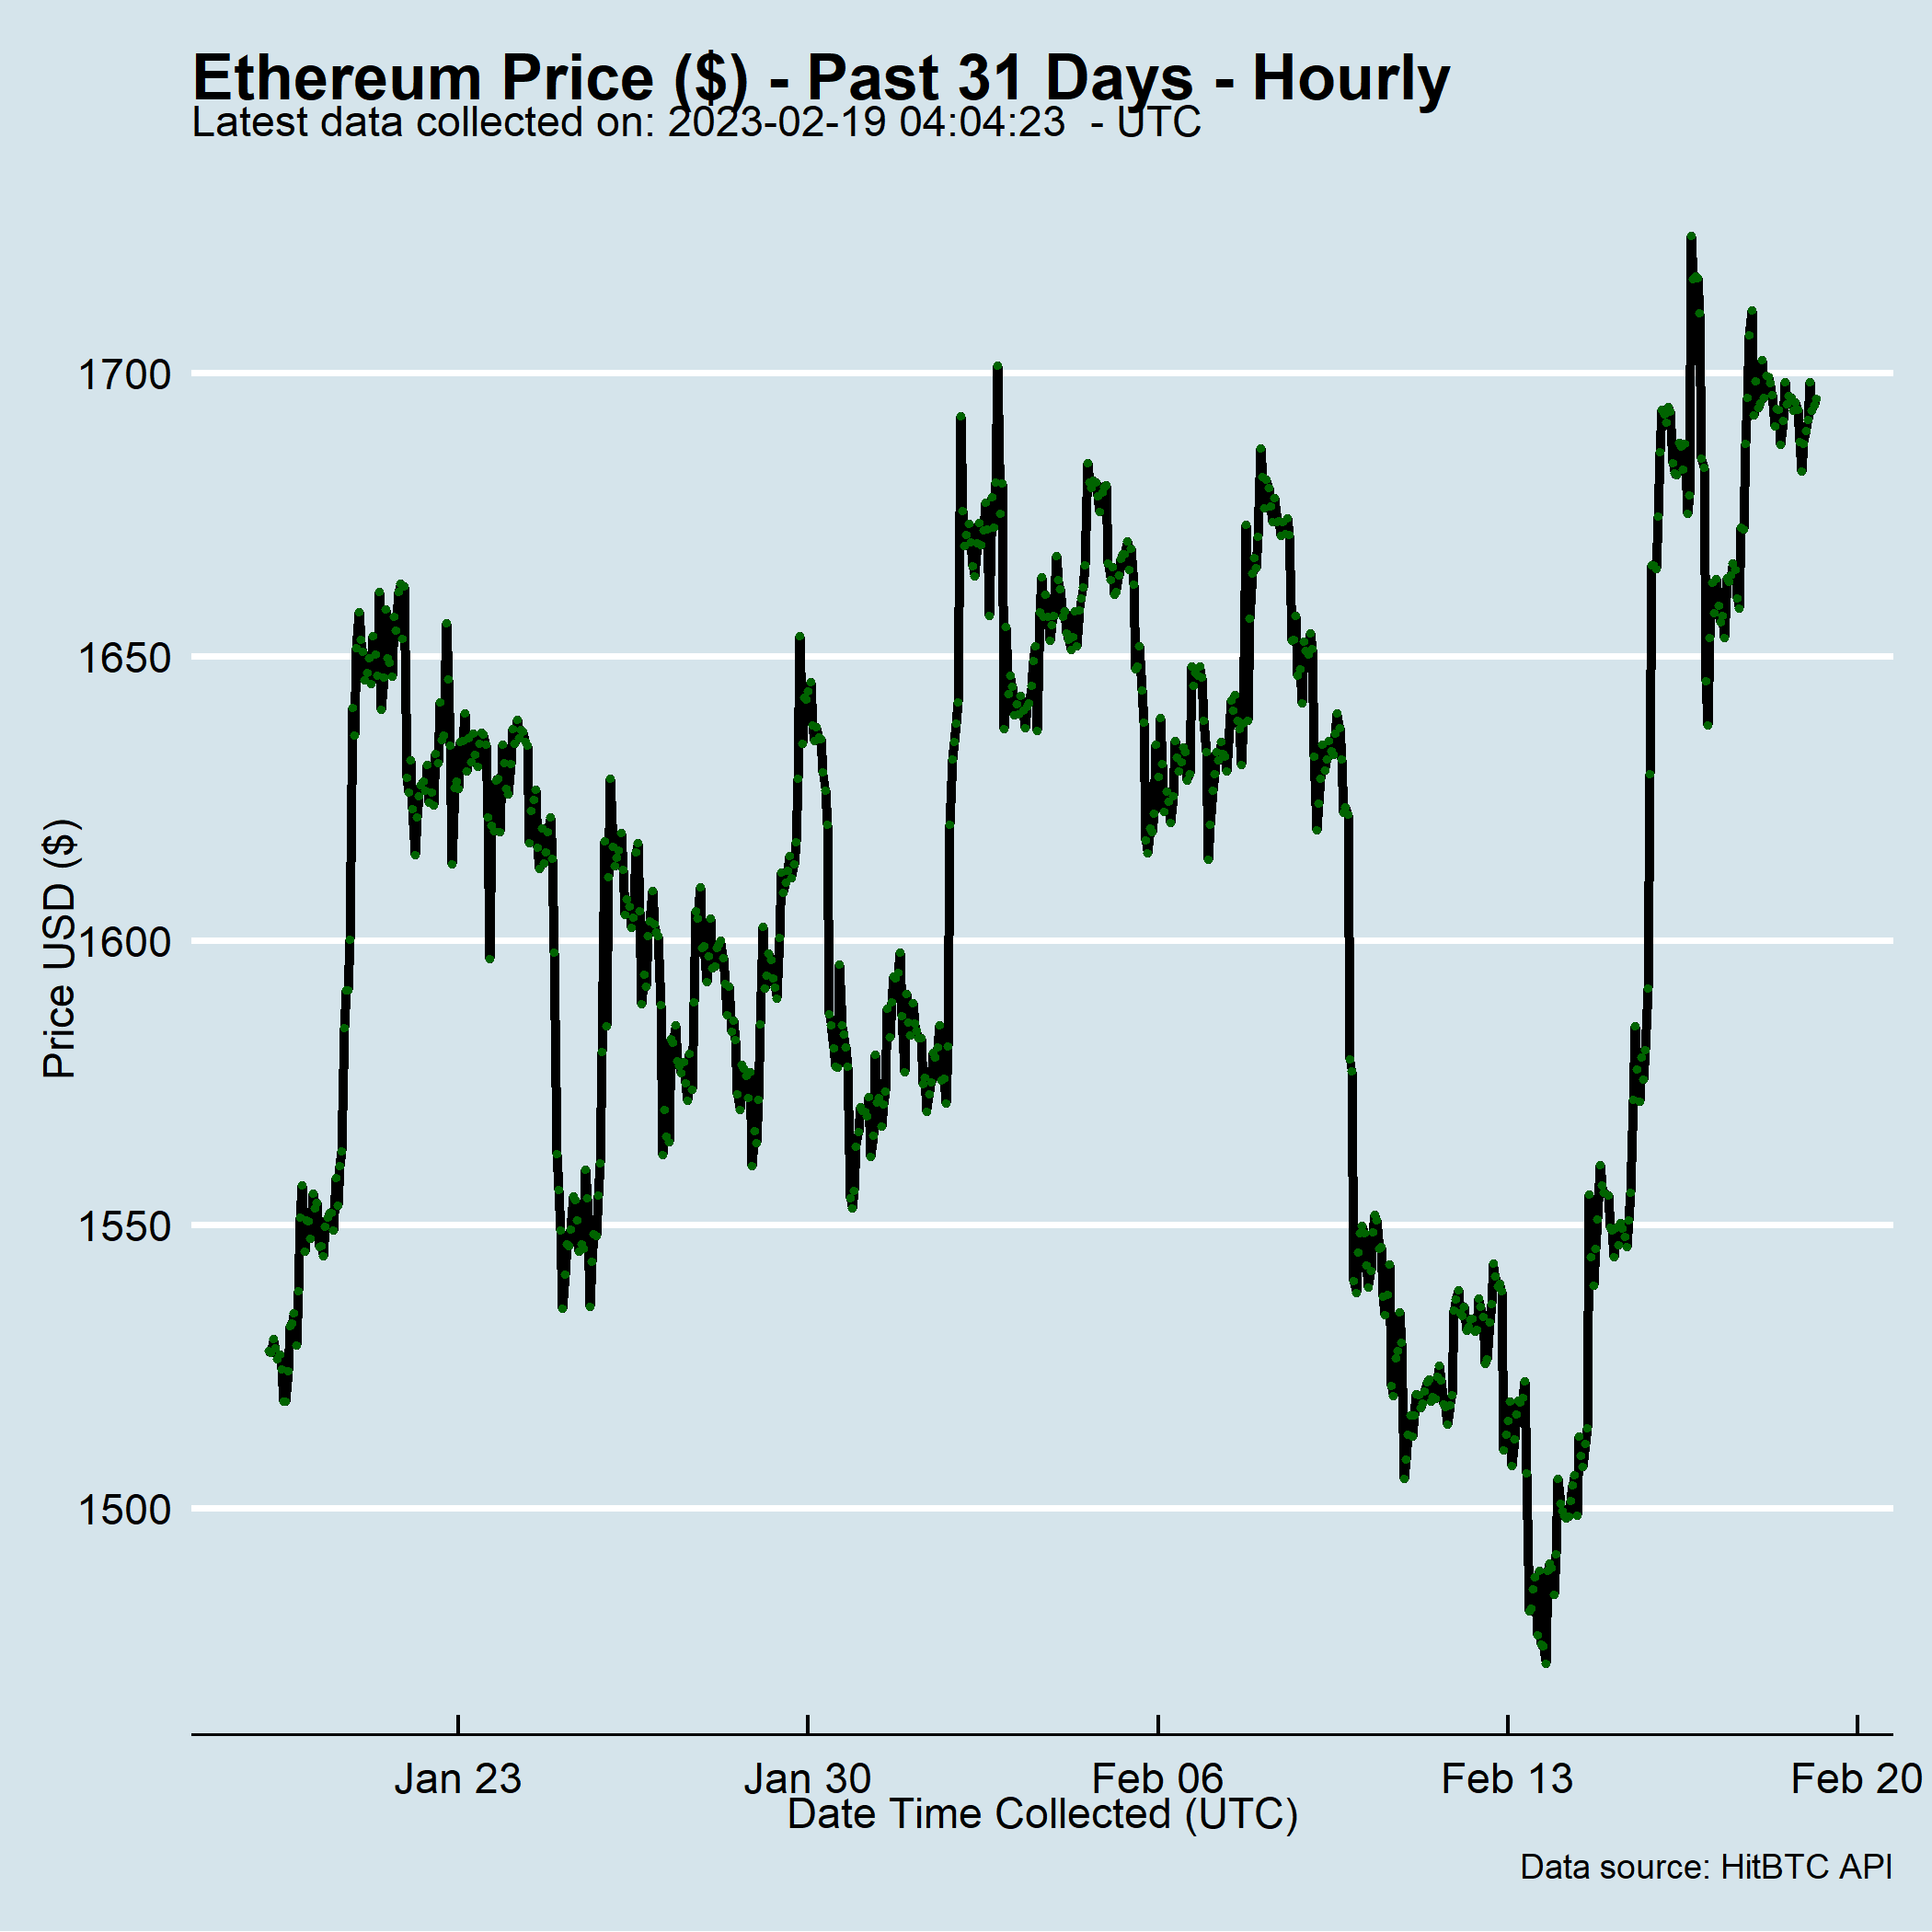 Ethereum Price ($) - Past 31 Days - Hourly
Latest data collected on: 2023-02-19 04:04:23  - UTC
Price USD ($)
1700
1650
1600
1550
1500
Jan 23
Jan 30
Feb 06
Feb 13
Feb 20
Date Time Collected (UTC)
Data source: HitBTC API